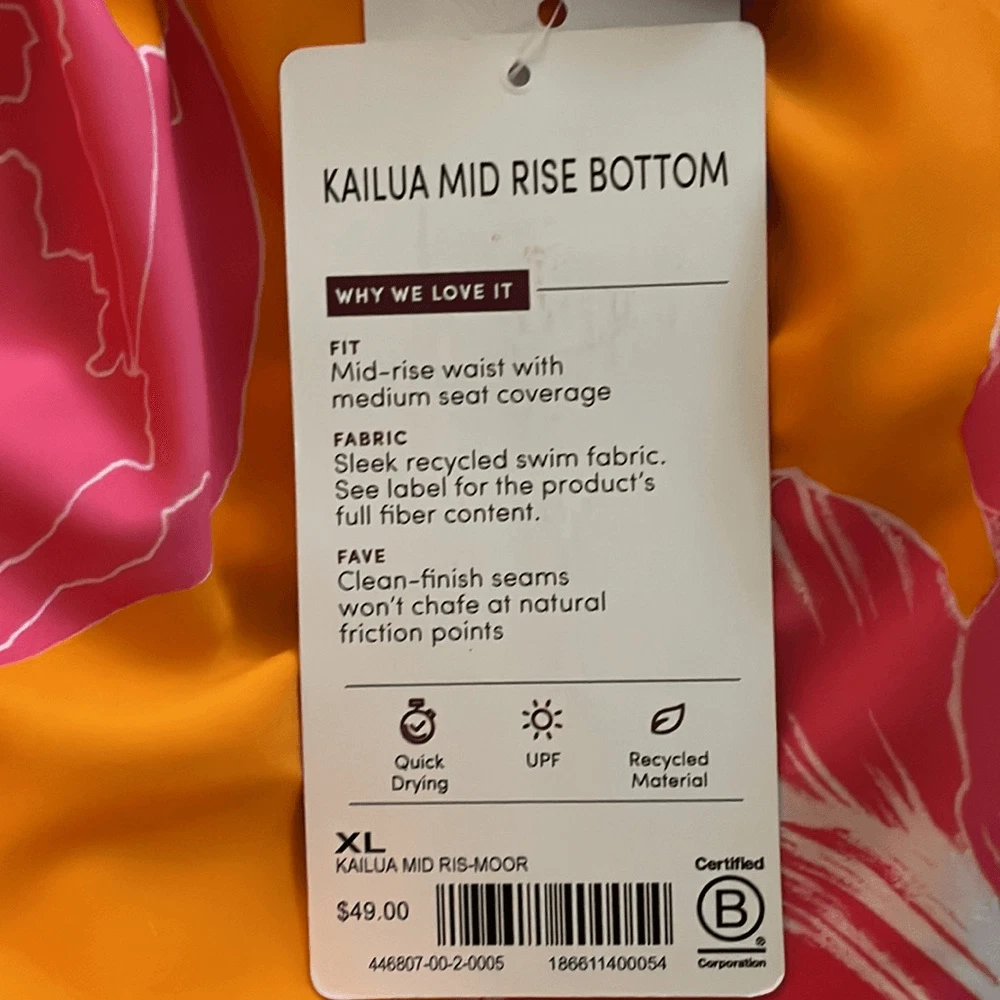 KAILUA MID RISE BOTTOM
WHY WE LOVE IT
FIT
Mid-rise waist with
medium seat coverage
FABRIC
Sleek recycled swim fabric.
See label for the product's
full fiber content.
FAVE
Clean-finish seams
won't chafe at natural
friction points
Quick
Drying
UPF
Recycled
Material
XL
KAILUA MID RIS-MOOR
$49.00
446807-00-2-0005 186611400054
Certified
B
®
Corporation